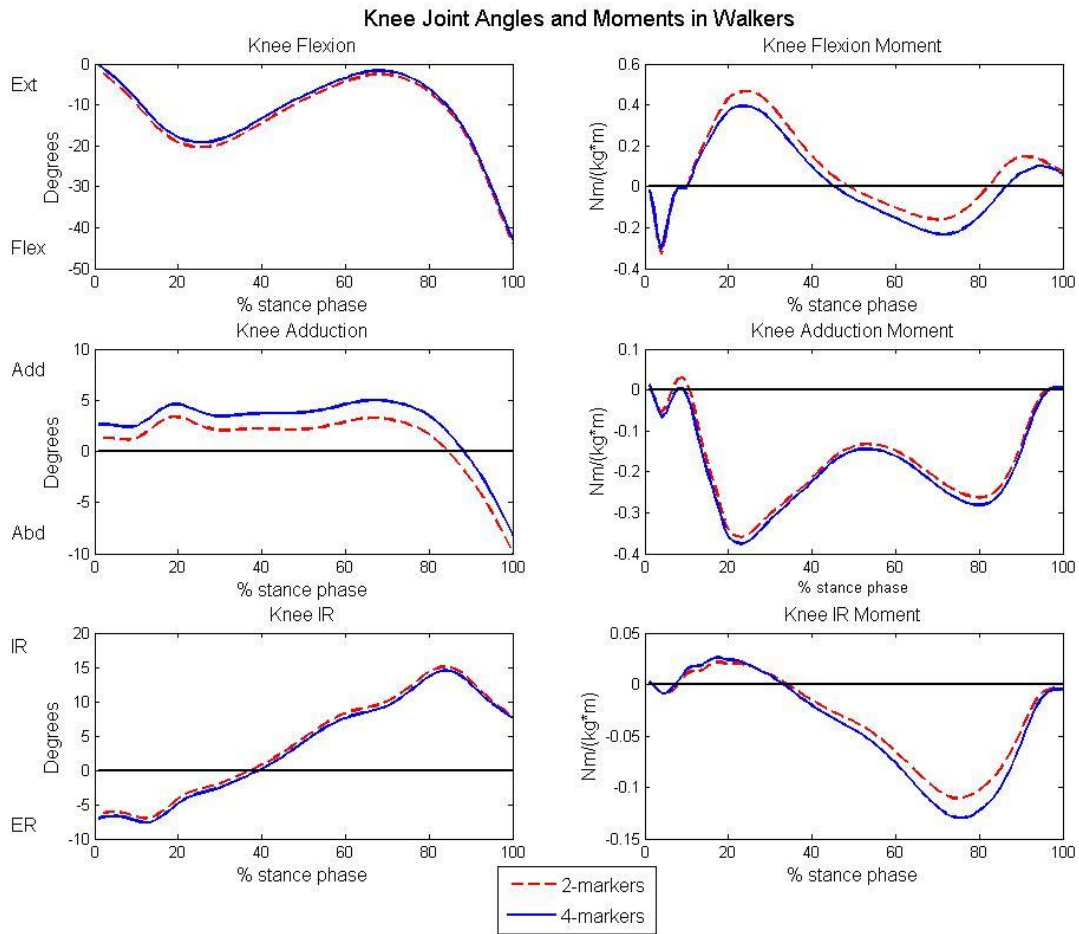 Knee Joint Angles and Moments in Walkers
Knee Flexion
Ext
Flex
Degrees
0
-10
-20
-30
-40
-50
0 20 40 60 80 100
% stance phase
Knee Flexion Moment
Nm/(kg*m)
0.6
0.4
0.2
0
-0.2
-0.4
0 20 40 60 80 100
% stance phase
Knee Adduction
Add
Abd
Degrees
10
5
0
-5
-10
0 20 40 60 80 100
% stance phase
Knee Adduction Moment
Nm/(kg*m)
0.1
0
-0.1
-0.2
-0.3
-0.4
0 20 40 60 80 100
% stance phase
Knee IR
IR
ER
Degrees
20
15
10
5
0
-5
-10
0 20 40 60 80 100
Knee IR Moment
Nm/(kg*m)
0.05
0
-0.05
-0.1
-0.15
0 20 40 60 80 100
2-markers
4-markers